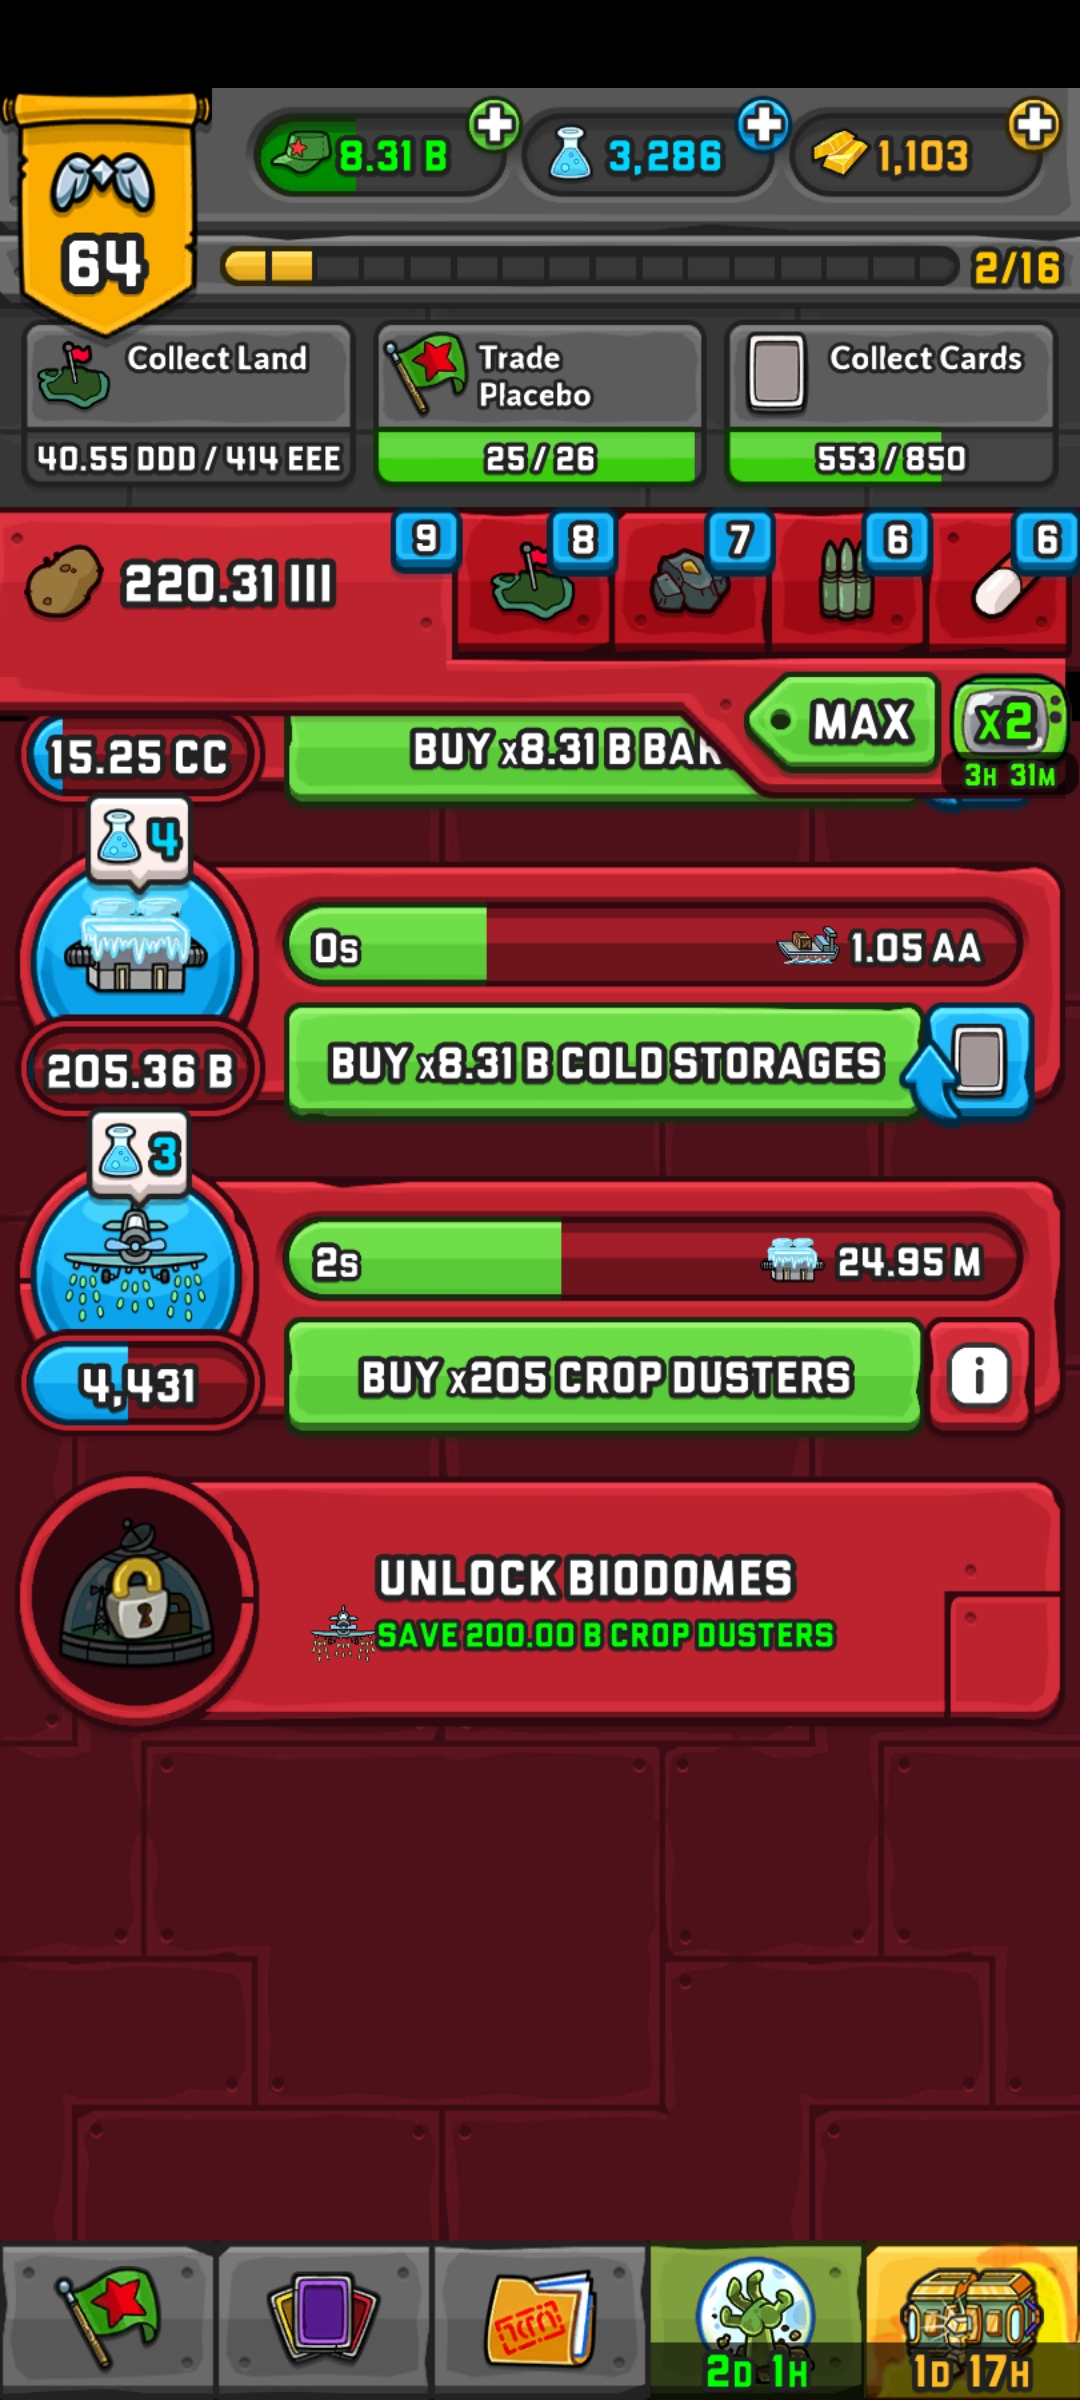 64
8.31 B
3,286
1,103
2/16
Collect Land
40.55 DDD / 414 EEE
Trade
Placebo
25 / 26
Collect Cards
553 / 850
220.31 III
9
8
7
6
6
MAX
x2
3H 31M
15.25 CC
BUY x8.31 B BAR
4
0s
1.05 AA
205.36 B
BUY x8.31 B COLD STORAGES
3
2s
24.95 M
4,431
BUY x205 CROP DUSTERS
i
UNLOCK BIODOMES
SAVE 200.00 B CROP DUSTERS
2D 1H
1D 17H